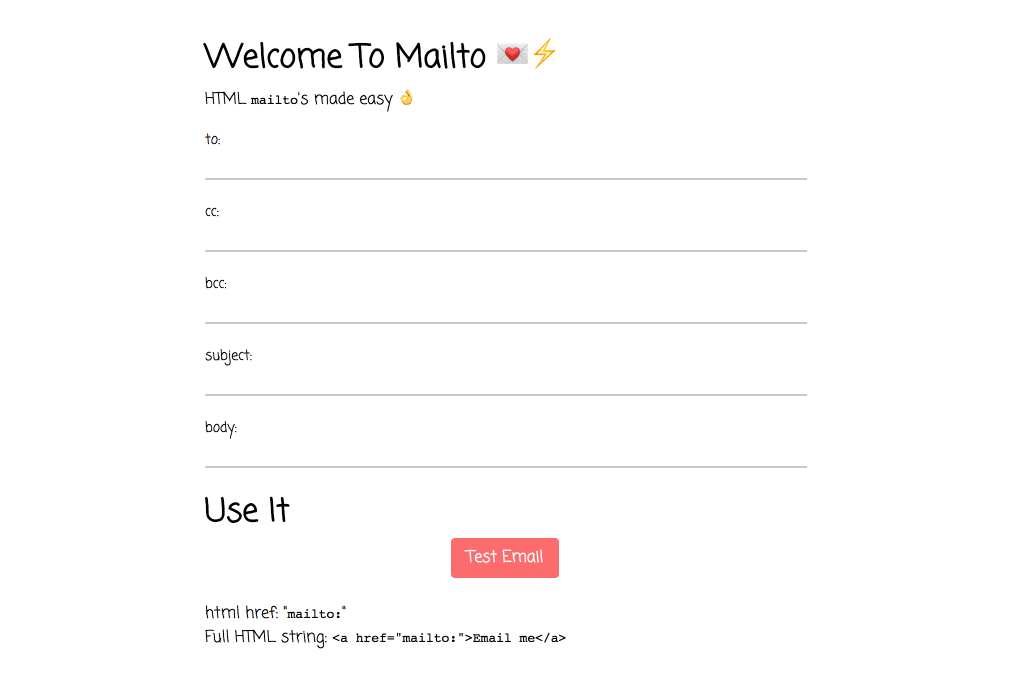 Welcome To Mailto 💌⚡
HTML mailto's made easy 👌
to:
cc:
bcc:
subject:
body:
Use It
Test Email
html href: "mailto:"
Full HTML string: <a href="mailto:">Email me</a>